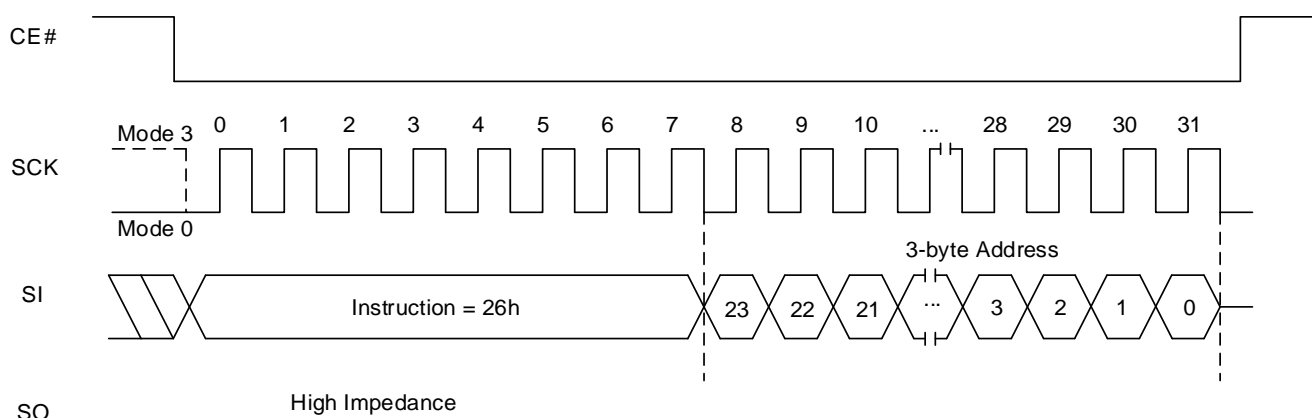 CE#
0 1 2 3 4 5 6 7 8 9 10 ... 28 29 30 31
Mode 3
SCK
Mode 0
3-byte Address
SI
Instruction = 26h 23 22 21 ... 3 2 1 0
High Impedance
SO